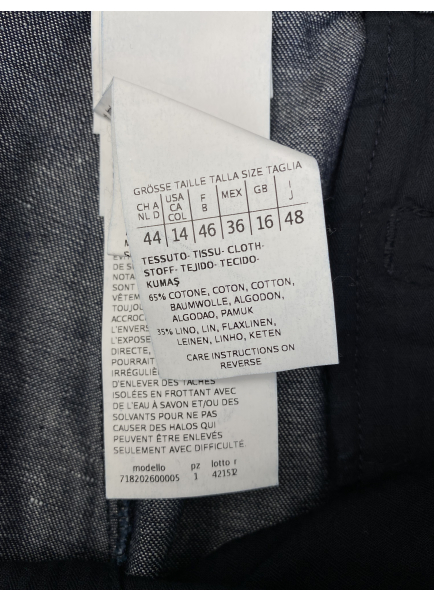 GRÖSSE TAILLE TALLA SIZE TAGLIA
CH A NL D
USA CA COL
F B
MEX
GB
I J
44 14 46 36 16 48
TESSUTO- TISSU- CLOTH-
STOFF- TEJIDO- TECIDO-
KUMAŞ
65% COTONE, COTON, COTTON,
BAUMWOLLE, ALGODON,
ALGODAO, PAMUK
35% LINO, LIN, FLAXLINEN,
LEINEN, LINHO, KETEN
CARE INSTRUCTIONS ON
REVERSE
DE S
NOTA
SONT
VÊTEM
TOUJOU
ACCROC
L'ENVERS
L'EXPOSE
DIRECTE,
POURRAIT
IRRÉGULIÈ
D'ENLEVER DES TACHES
ISOLÉES EN FROTTANT AVEC
DE L'EAU À SAVON ET/OU DES
SOLVANTS POUR NE PAS
CAUSER DES HALOS QUI
PEUVENT ÊTRE ENLEVÉS
SEULEMENT AVEC DIFFICULTÉ
modello pz lotto r
718202600005 1